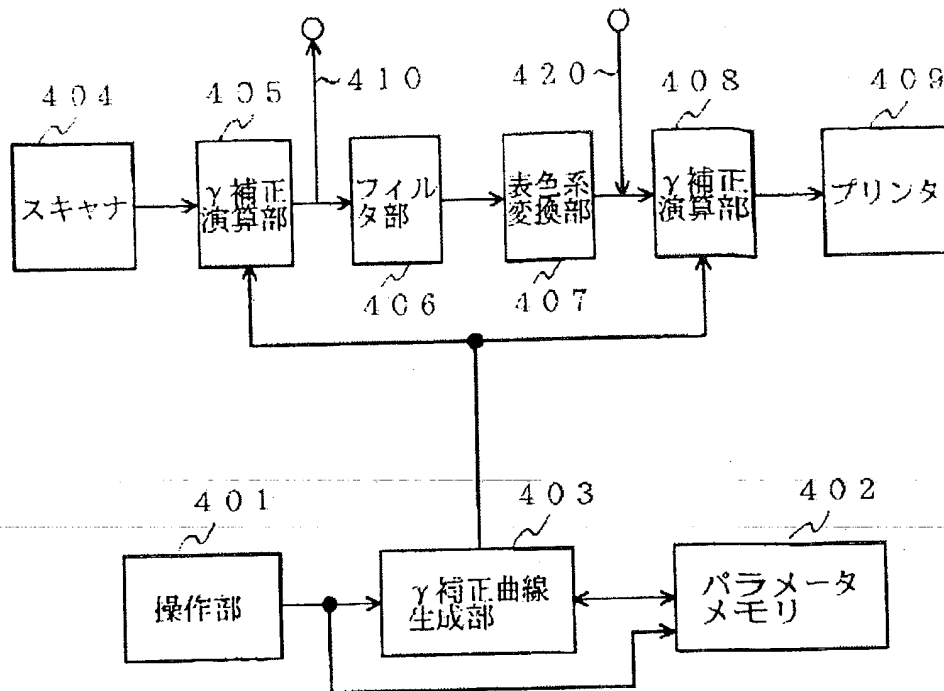 410
420
404
405
408
409
スキャナ
γ補正
演算部
フィル
タ部
表色系
変換部
γ補正
演算部
プリンタ
406
407
401
403
402
操作部
γ補正曲線
生成部
パラメータ
メモリ